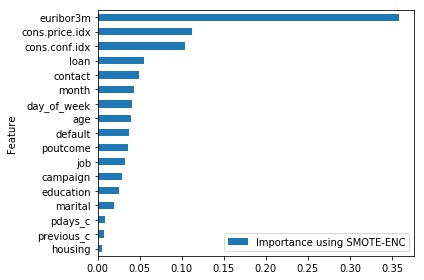 euribor3m
cons.price.idx
cons.conf.idx
loan
contact
month
day_of_week
age
default
poutcome
job
campaign
education
marital
pdays_c
previous_c
housing
Feature
Importance using SMOTE-ENC
0.00 0.05 0.10 0.15 0.20 0.25 0.30 0.35